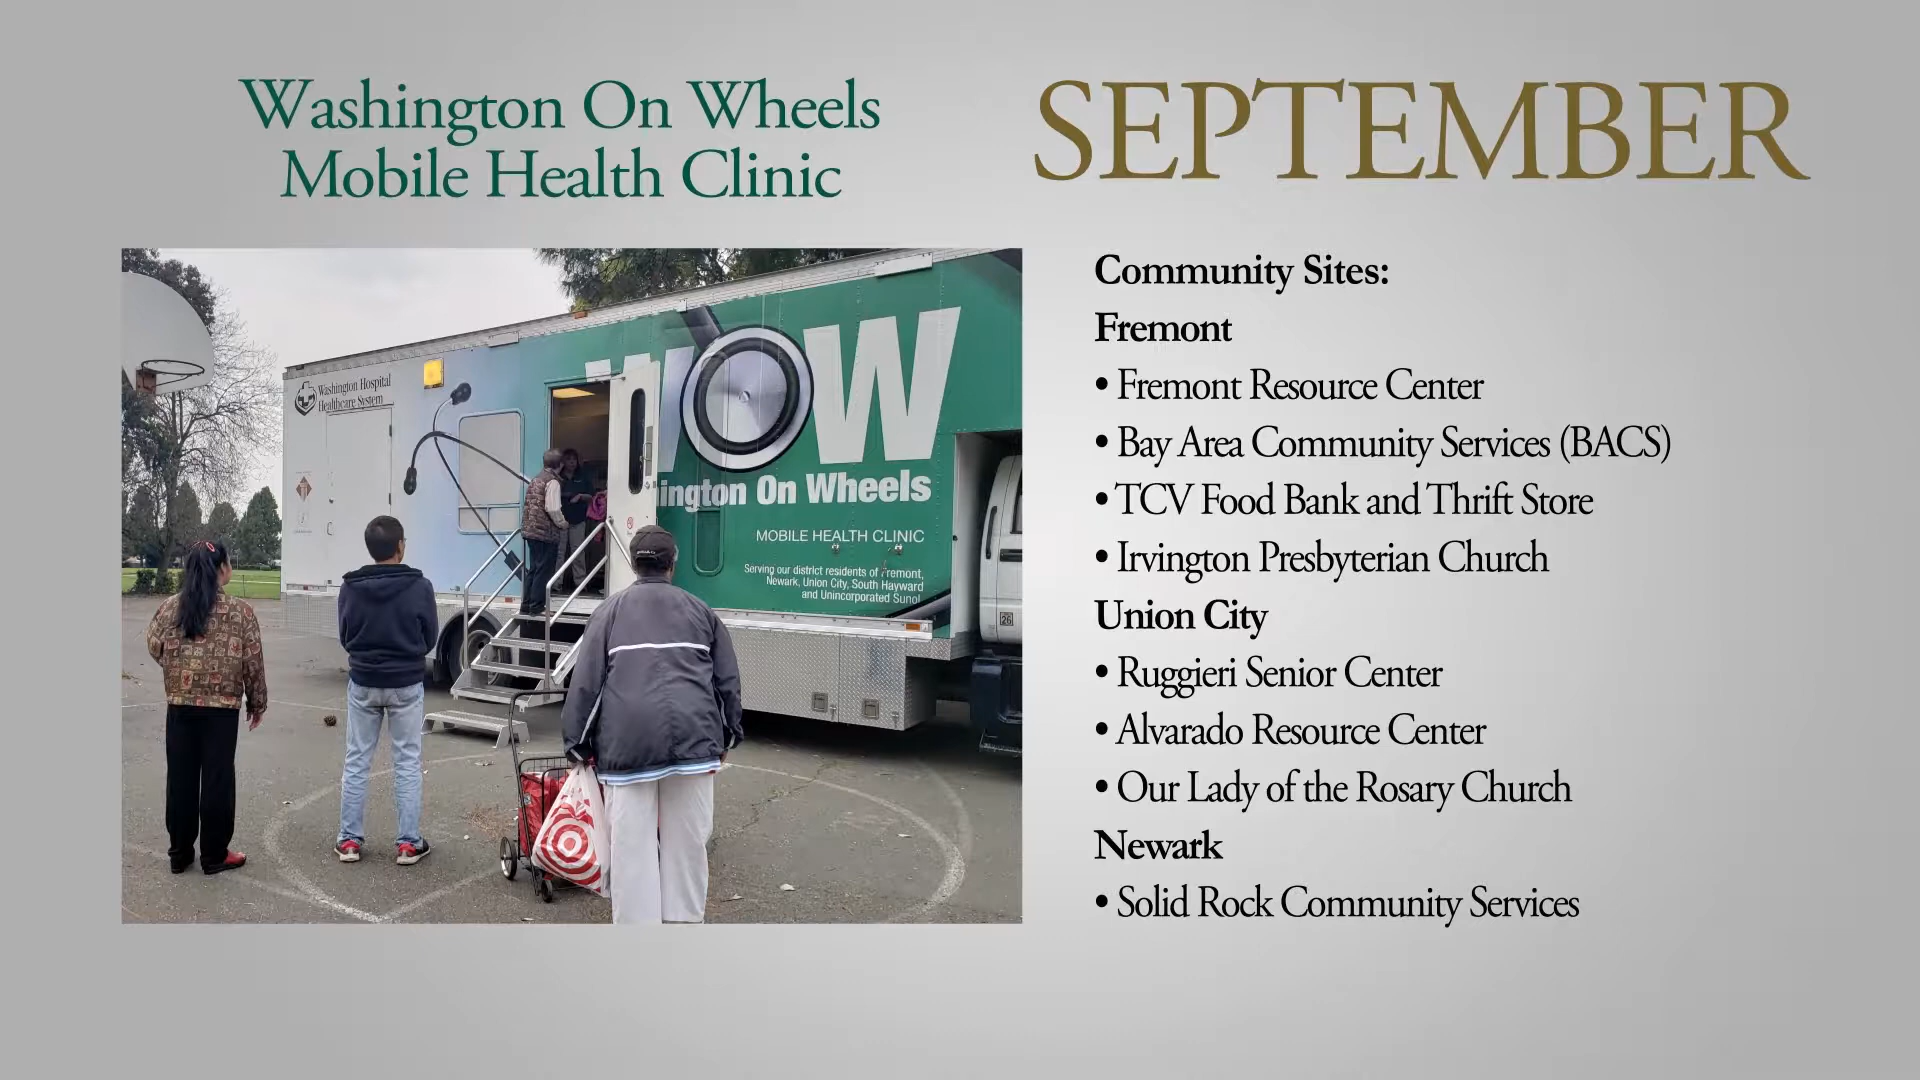 Washington On Wheels
Mobile Health Clinic
SEPTEMBER
Washington Hospital
Healthcare System
WOW
ington On Wheels
MOBILE HEALTH CLINIC
Serving our district residents of Fremont,
Newark, Union City, South Hayward
and Unincorporated Sunol
26
Community Sites:
Fremont
• Fremont Resource Center
• Bay Area Community Services (BACS)
• TCV Food Bank and Thrift Store
• Irvington Presbyterian Church
Union City
• Ruggieri Senior Center
• Alvarado Resource Center
• Our Lady of the Rosary Church
Newark
• Solid Rock Community Services